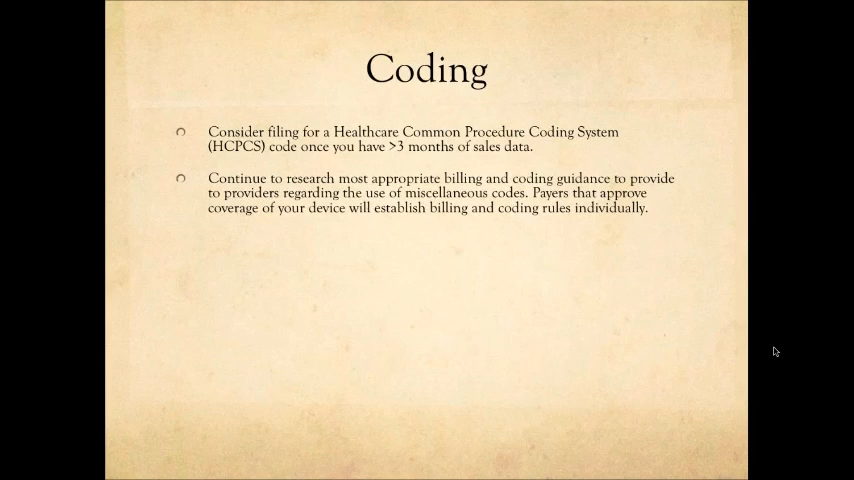 Coding
Consider filing for a Healthcare Common Procedure Coding System
(HCPCS) code once you have >3 months of sales data.
Continue to research most appropriate billing and coding guidance to provide
to providers regarding the use of miscellaneous codes. Payers that approve
coverage of your device will establish billing and coding rules individually.